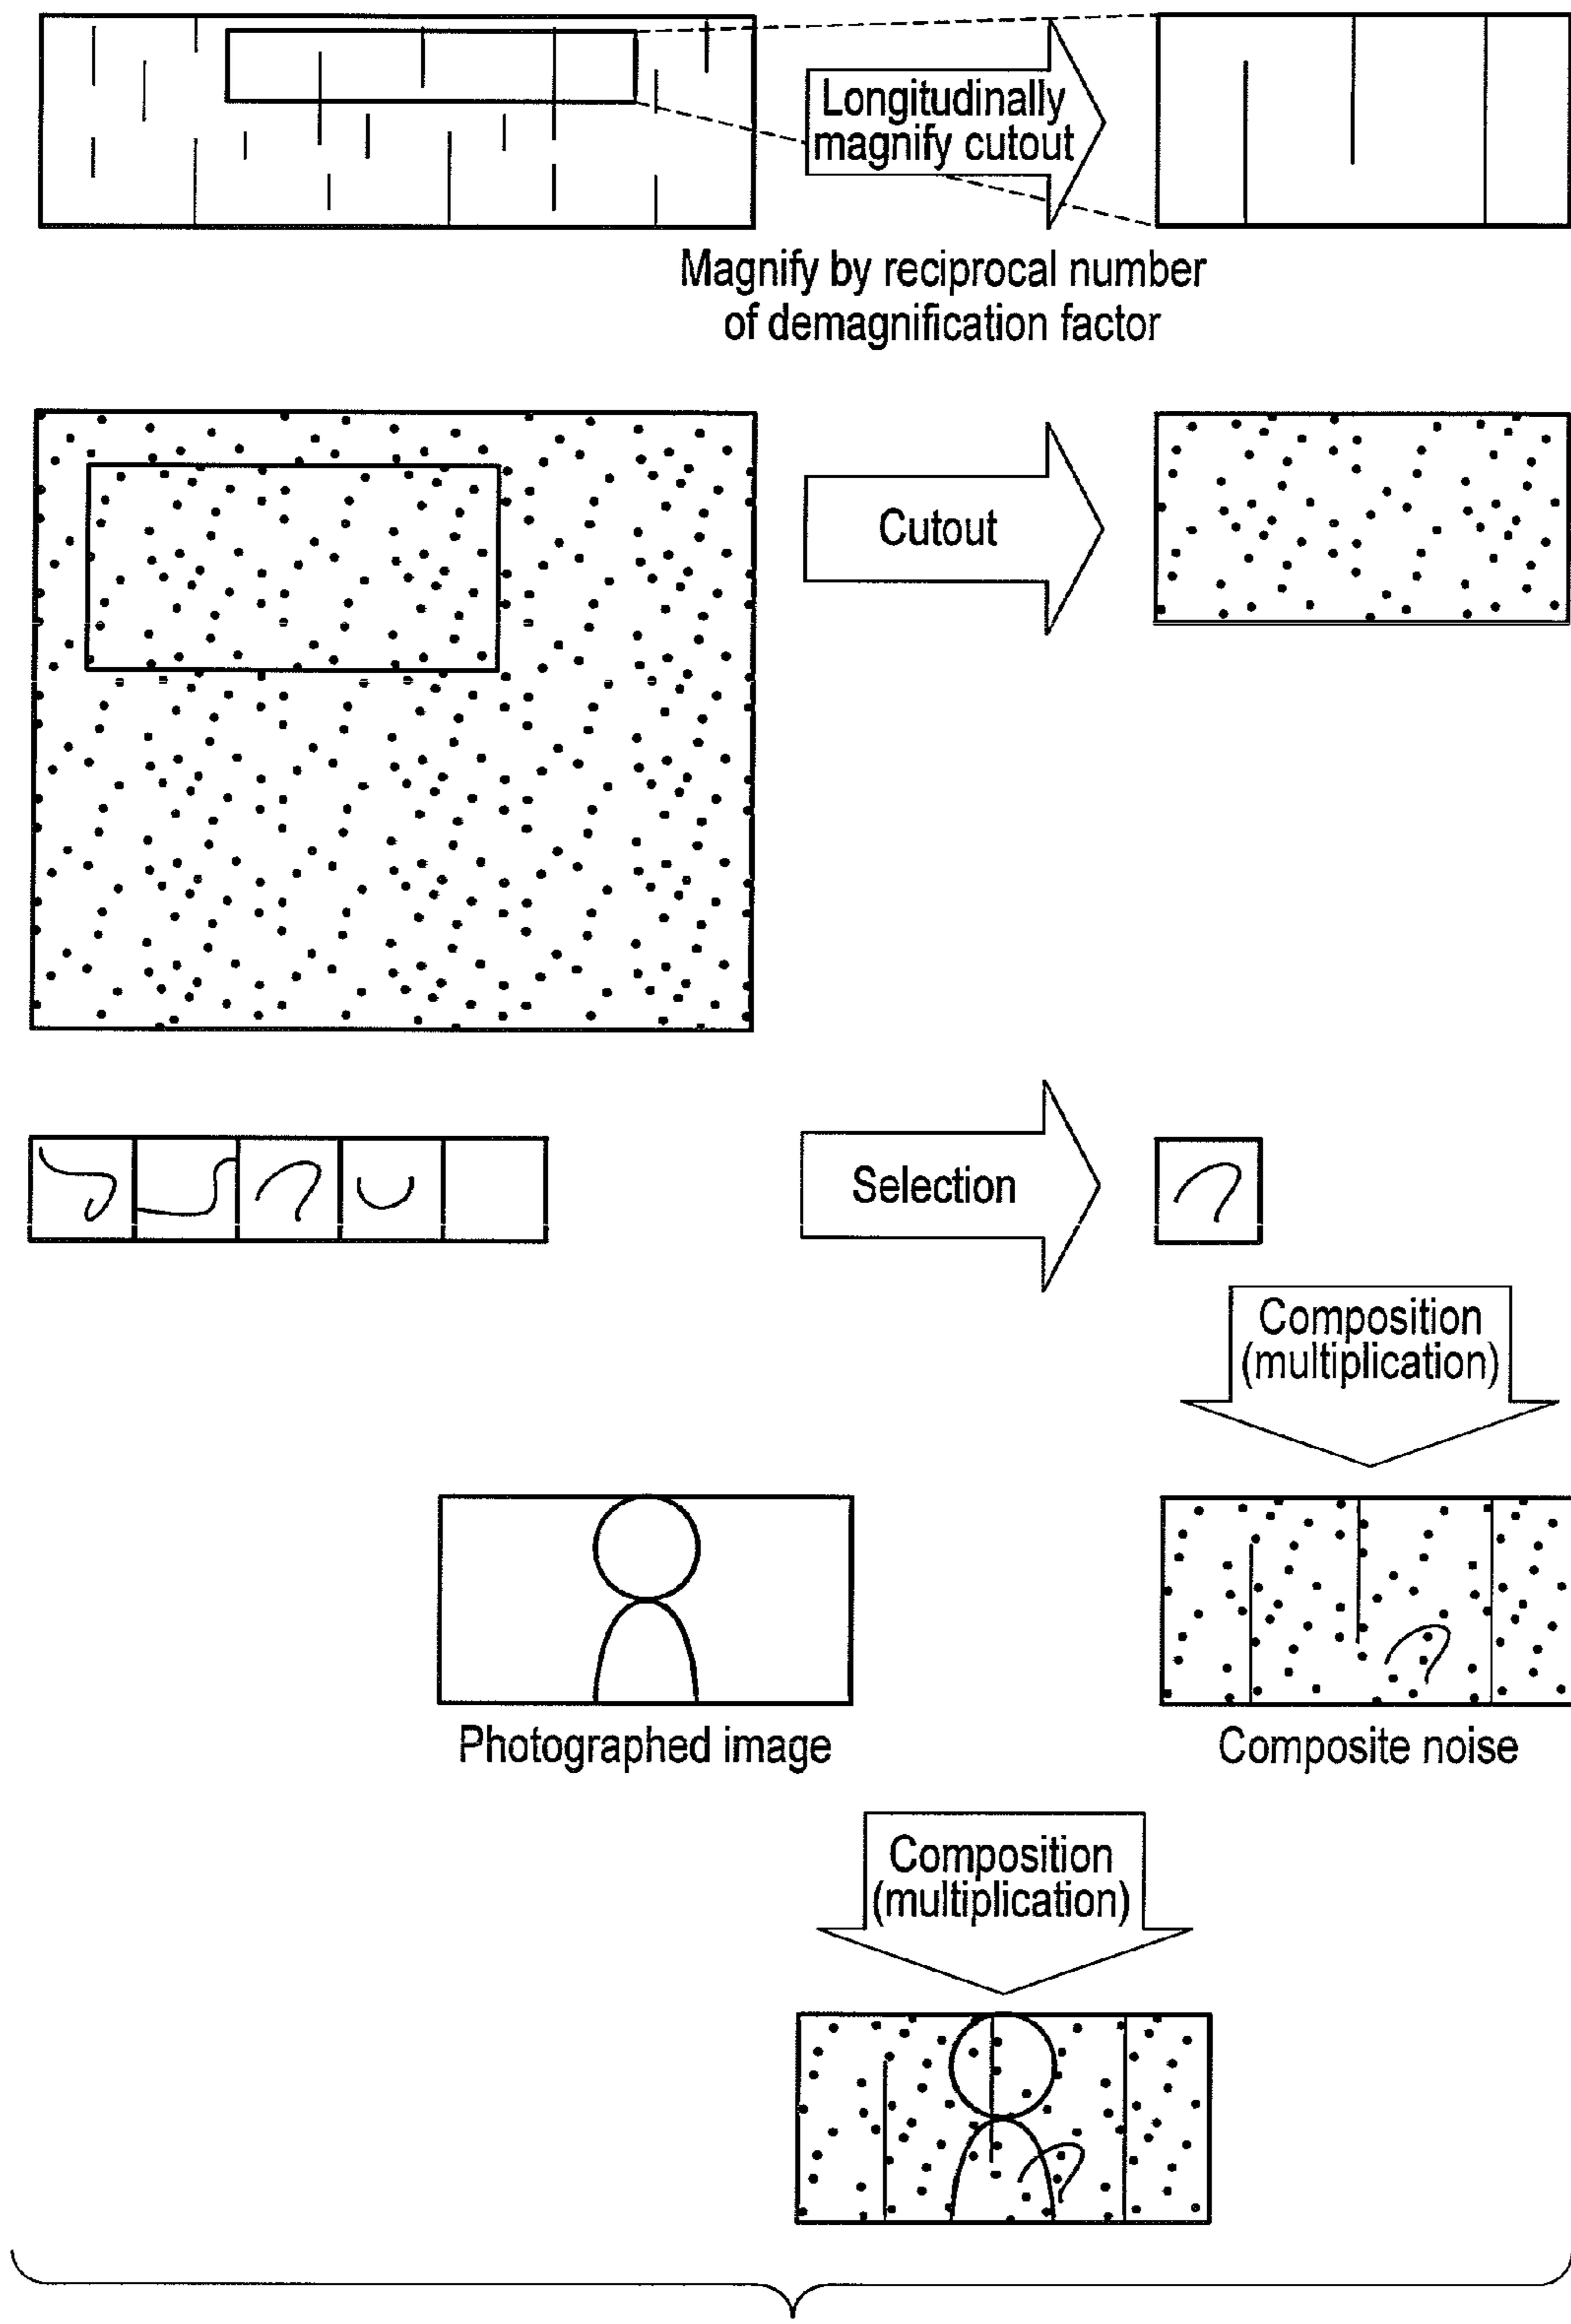 Longitudinally
magnify cutout
Magnify by reciprocal number
of demagnification factor
Cutout
Selection
Composition
(multiplication)
Photographed image
Composite noise
Composition
(multiplication)